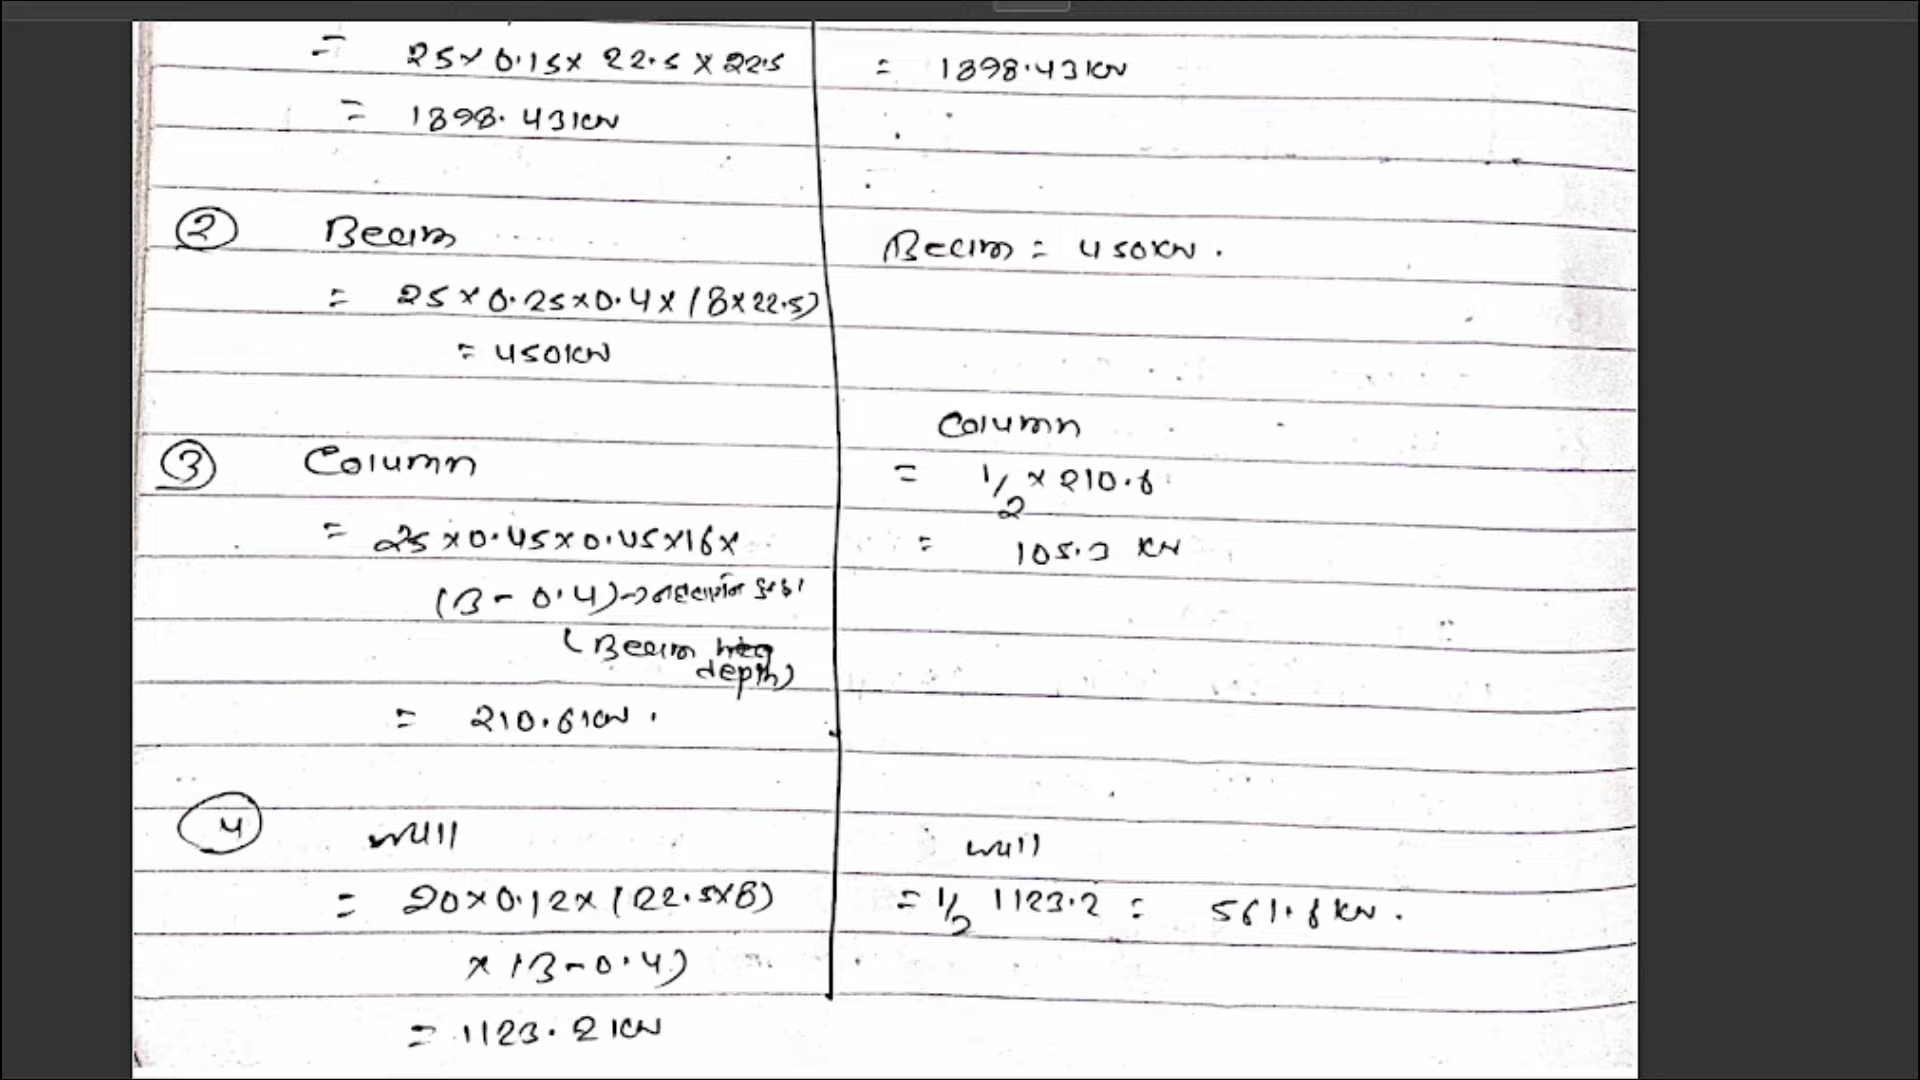 = 25×0.15× 22.5 × 22.5
= 1898.43KN
② Beam
= 25×0.25×0.4×(8×22.5)
= 450KN
③ Column
= 25×0.45×0.45×16×
(3-0.4)→
(Beam
depth)
= 210.6KN.
④ wall
= 20×0.12×(22.5×8)
×(3-0.4)
= 1123.2KN
= 1898.43KN
Beam = 450KN.
Column
= 1/2 × 210.6
= 105.3 KN
wall
= 1/2 1123.2 = 561.6KN.